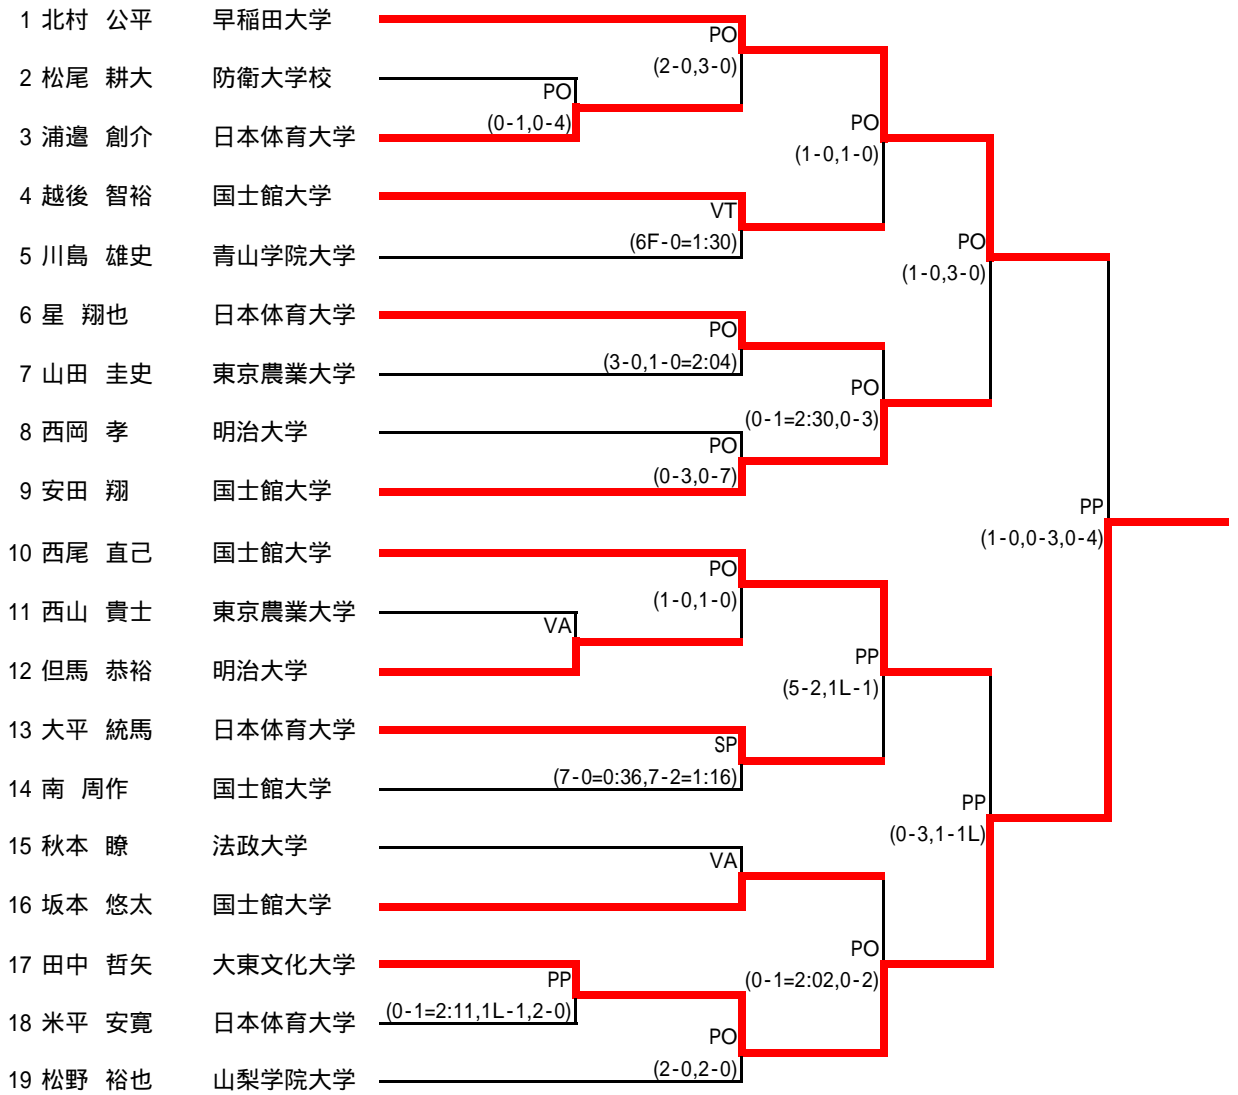 1 北村 公平 早稲田大学
PO
(2-0,3-0)
2 松尾 耕大 防衛大学校
PO
(0-1,0-4)
3 浦邉 創介 日本体育大学
PO
(1-0,1-0)
4 越後 智裕 国士館大学
VT
(6F-0=1:30)
5 川島 雄史 青山学院大学
PO
(1-0,3-0)
6 星 翔也 日本体育大学
PO
(3-0,1-0=2:04)
7 山田 圭史 東京農業大学
PO
(0-1=2:30,0-3)
8 西岡 孝 明治大学
PO
(0-3,0-7)
9 安田 翔 国士館大学
PP
(1-0,0-3,0-4)
10 西尾 直己 国士館大学
PO
(1-0,1-0)
11 西山 貴士 東京農業大学
VA
12 但馬 恭裕 明治大学
PP
(5-2,1L-1)
13 大平 統馬 日本体育大学
SP
(7-0=0:36,7-2=1:16)
14 南 周作 国士館大学
PP
(0-3,1-1L)
15 秋本 瞭 法政大学
VA
16 坂本 悠太 国士館大学
PO
(0-1=2:02,0-2)
17 田中 哲矢 大東文化大学
PP
(0-1=2:11,1L-1,2-0)
18 米平 安寛 日本体育大学
PO
(2-0,2-0)
19 松野 裕也 山梨学院大学